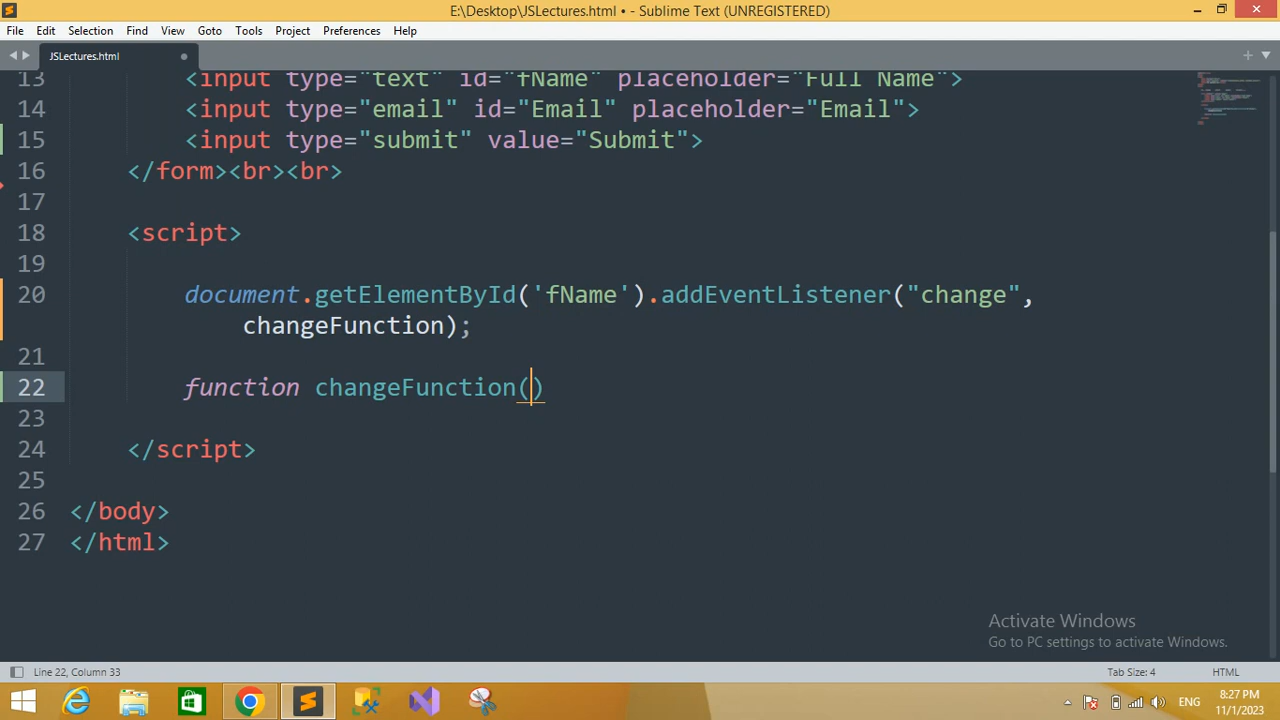 E:\Desktop\JSLectures.html • - Sublime Text (UNREGISTERED)
File Edit Selection Find View Goto Tools Project Preferences Help
JSLectures.html
13 <input type="text" id="fName" placeholder="Full Name">
14 <input type="email" id="Email" placeholder="Email">
15 <input type="submit" value="Submit">
16 </form><br><br>
17
18 <script>
19
20 document.getElementById('fName').addEventListener("change",
changeFunction);
21
22 function changeFunction()
23
24 </script>
25
26 </body>
27 </html>
Activate Windows
Go to PC settings to activate Windows.
Line 22, Column 33 Tab Size: 4 HTML
ENG 8:27 PM
11/1/2023